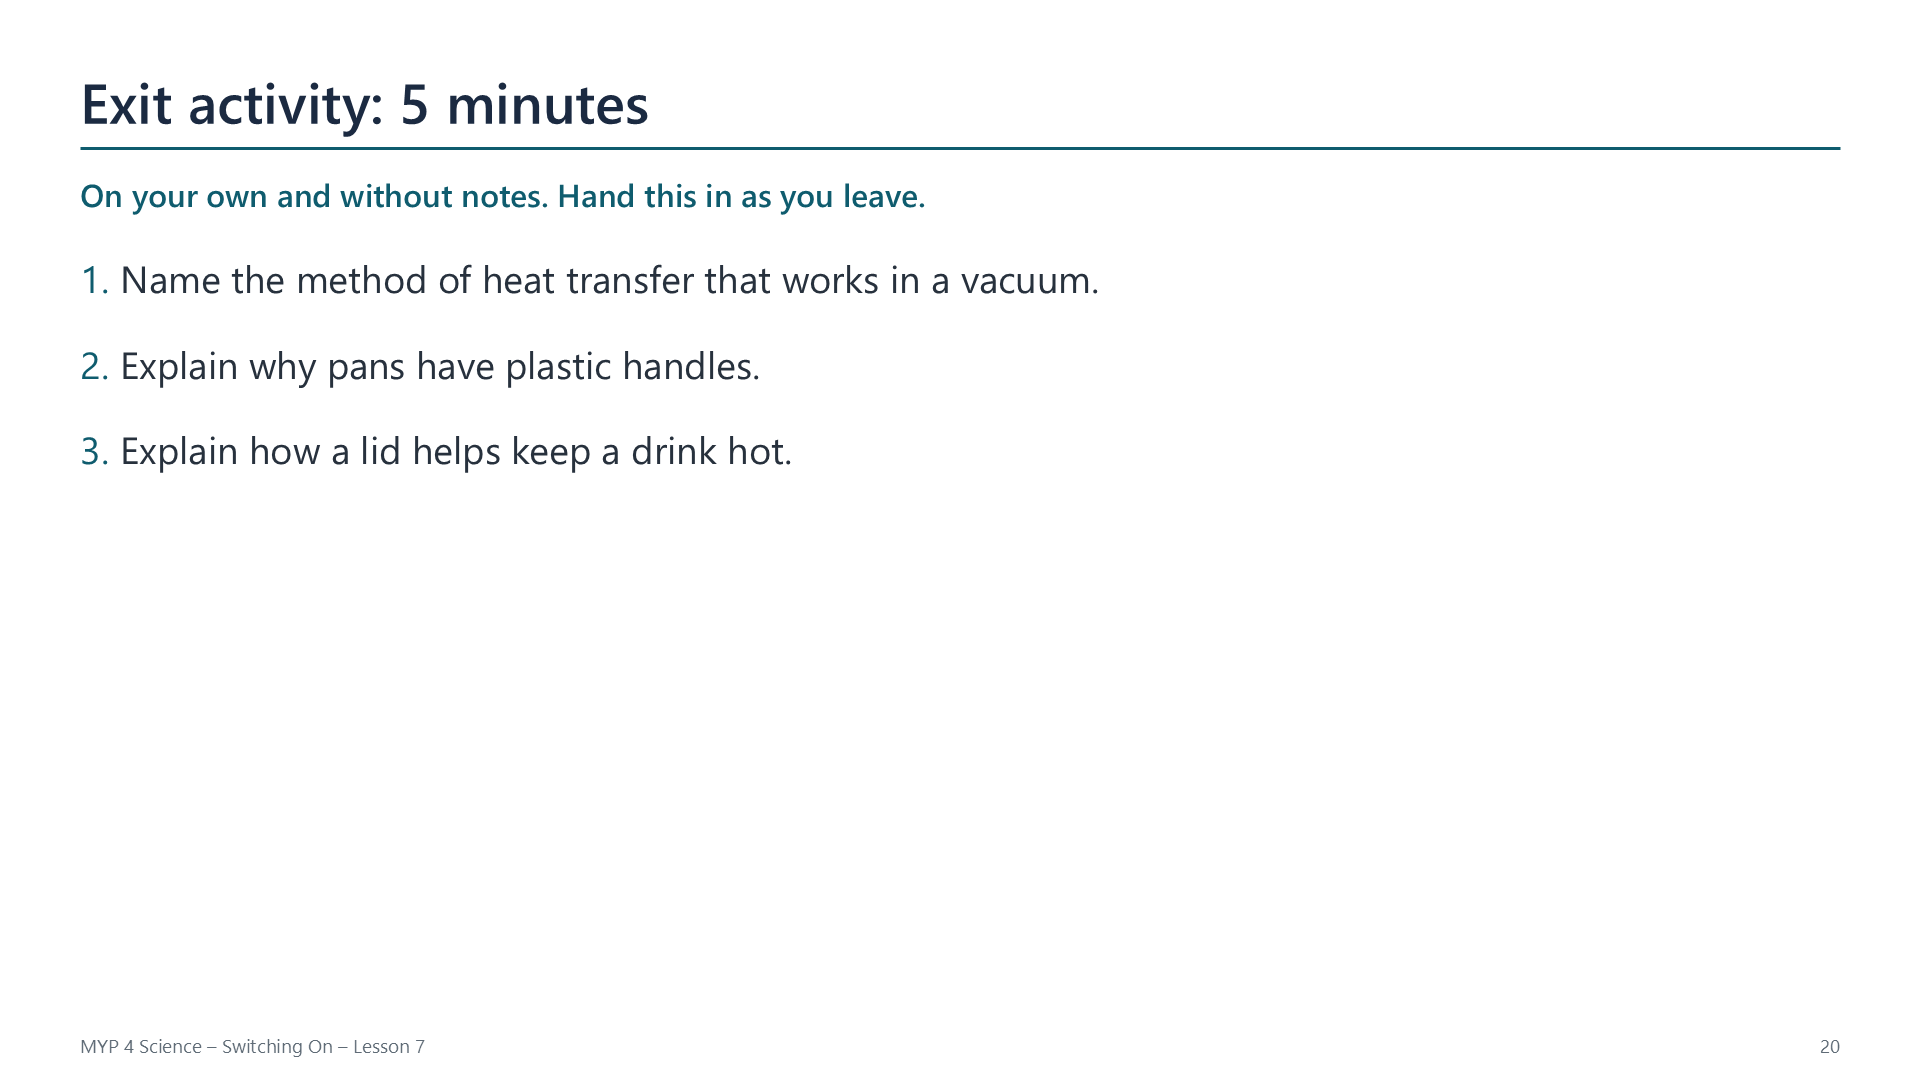 Exit activity: 5 minutes
On your own and without notes. Hand this in as you leave.
1. Name the method of heat transfer that works in a vacuum.
2. Explain why pans have plastic handles.
3. Explain how a lid helps keep a drink hot.
MYP 4 Science – Switching On – Lesson 7
20